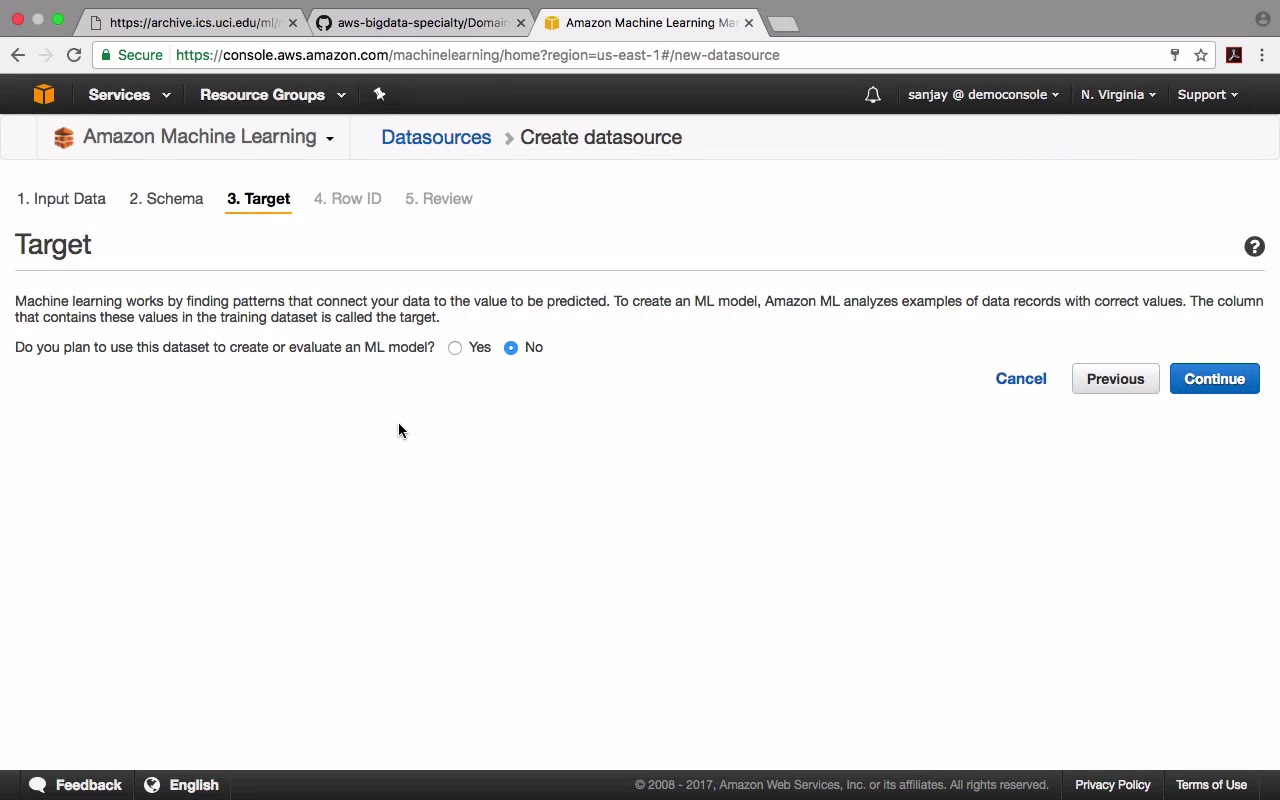 https://archive.ics.uci.edu/ml/
aws-bigdata-specialty/Domain
Amazon Machine Learning Ma
Secure
https://console.aws.amazon.com/machinelearning/home?region=us-east-1#/new-datasource
Services
Resource Groups
sanjay @ democonsole
N. Virginia
Support
Amazon Machine Learning
Datasources
Create datasource
1. Input Data
2. Schema
3. Target
4. Row ID
5. Review
Target
Machine learning works by finding patterns that connect your data to the value to be predicted. To create an ML model, Amazon ML analyzes examples of data records with correct values. The column
that contains these values in the training dataset is called the target.
Do you plan to use this dataset to create or evaluate an ML model? Yes No
Cancel
Previous
Continue
Feedback
English
© 2008 - 2017, Amazon Web Services, Inc. or its affiliates. All rights reserved.
Privacy Policy
Terms of Use